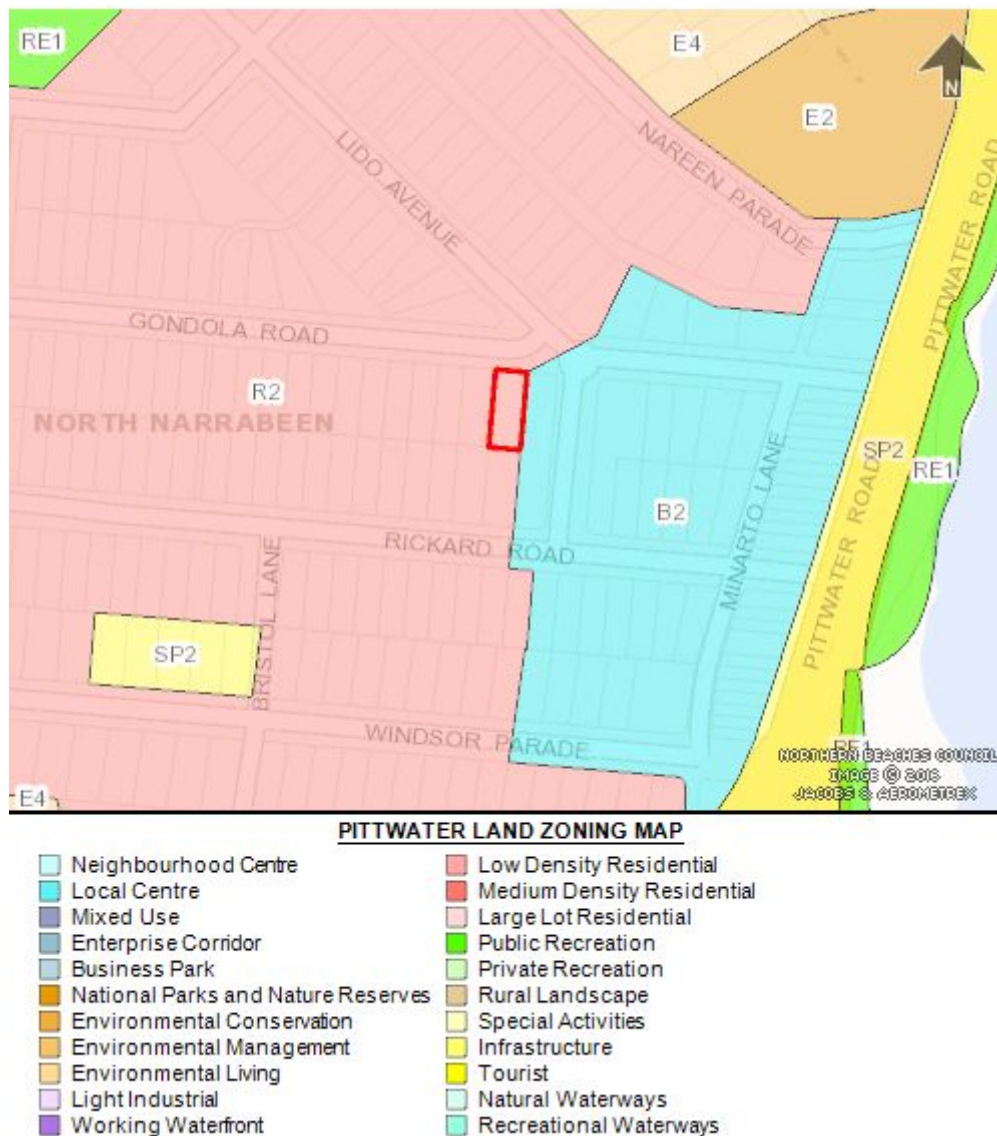 RE1
E4
N
E2
NAREEN PARADE
LIDO AVENUE
PITTWATER ROAD
PITTWATER ROAD
GONDOLA ROAD
R2
NORTH NARRABEEN
MINARTO LANE
SP2
RE1
B2
RICKARD ROAD
PITTWATER ROAD
BRISTOL LANE
SP2
WINDSOR PARADE
RE1
NORTHERN BEACHES COUNCIL
IMAGE © 2016
JACOBS & AEROMETREX
E4
PITTWATER LAND ZONING MAP
Neighbourhood Centre
Local Centre
Mixed Use
Enterprise Corridor
Business Park
National Parks and Nature Reserves
Environmental Conservation
Environmental Management
Environmental Living
Light Industrial
Working Waterfront
Low Density Residential
Medium Density Residential
Large Lot Residential
Public Recreation
Private Recreation
Rural Landscape
Special Activities
Infrastructure
Tourist
Natural Waterways
Recreational Waterways